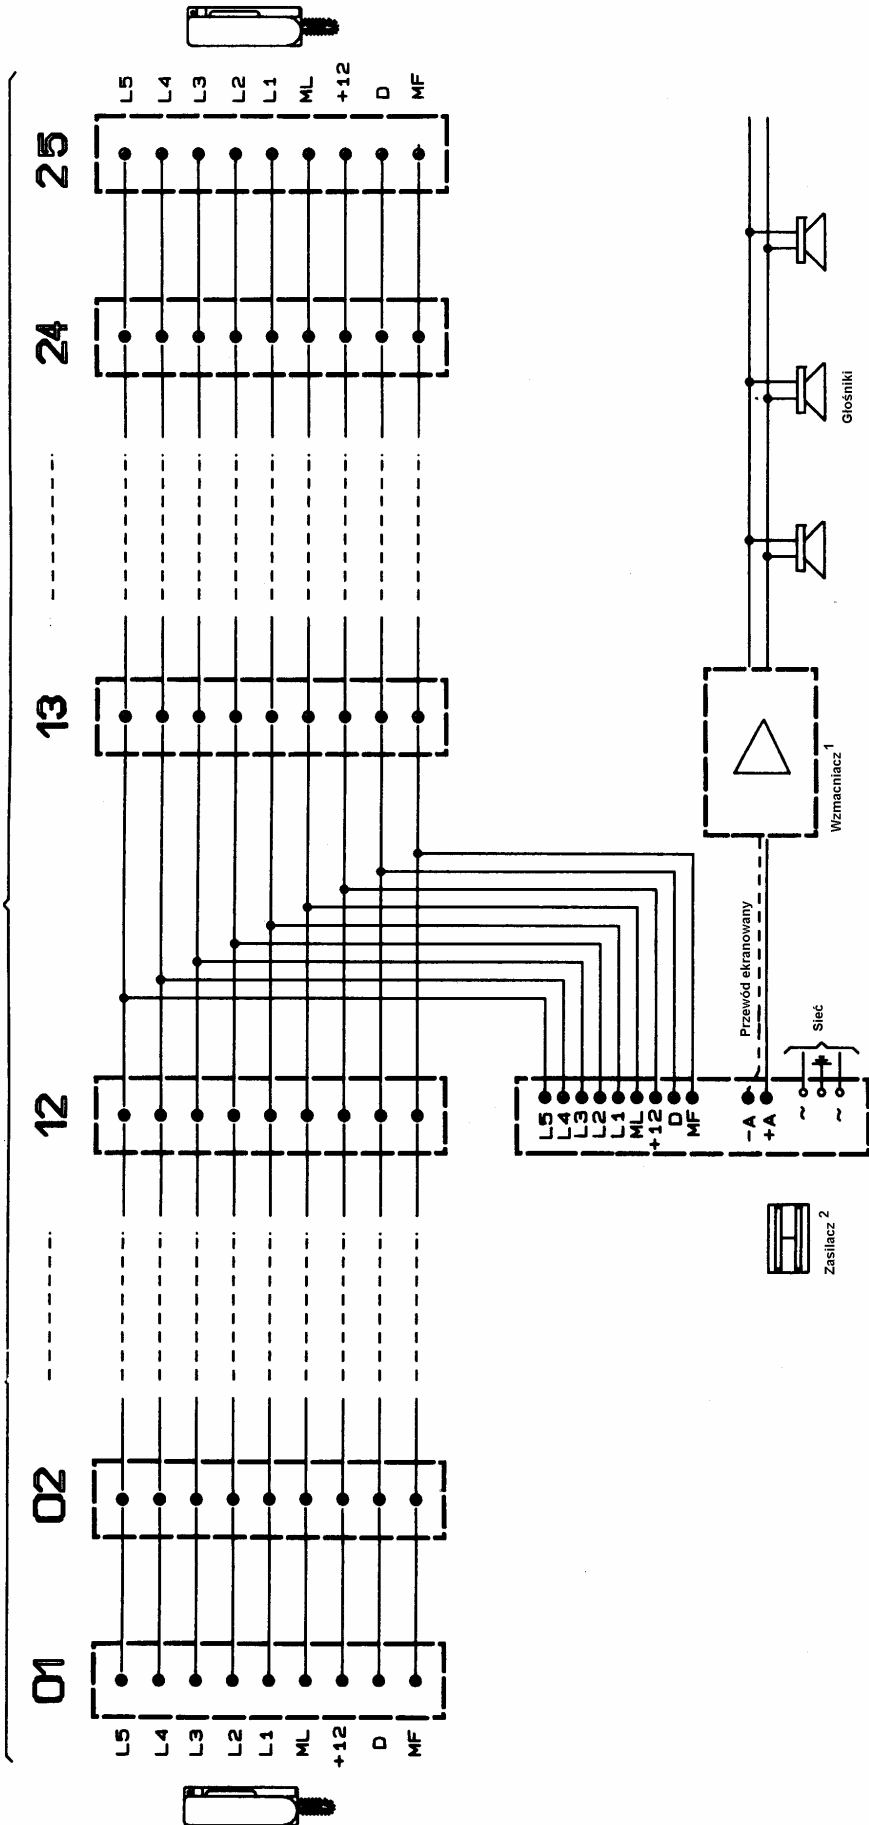 01
02
12
13
24
25
L5
L4
L3
L2
L1
ML
+12
D
MF
L5
L4
L3
L2
L1
ML
+12
D
MF
L5
L4
L3
L2
L1
ML
+12
D
MF
-A
+A
~
~
Sieć
Przewód ekranowany
Zasilacz 2
Wzmacniacz 1
Głośniki